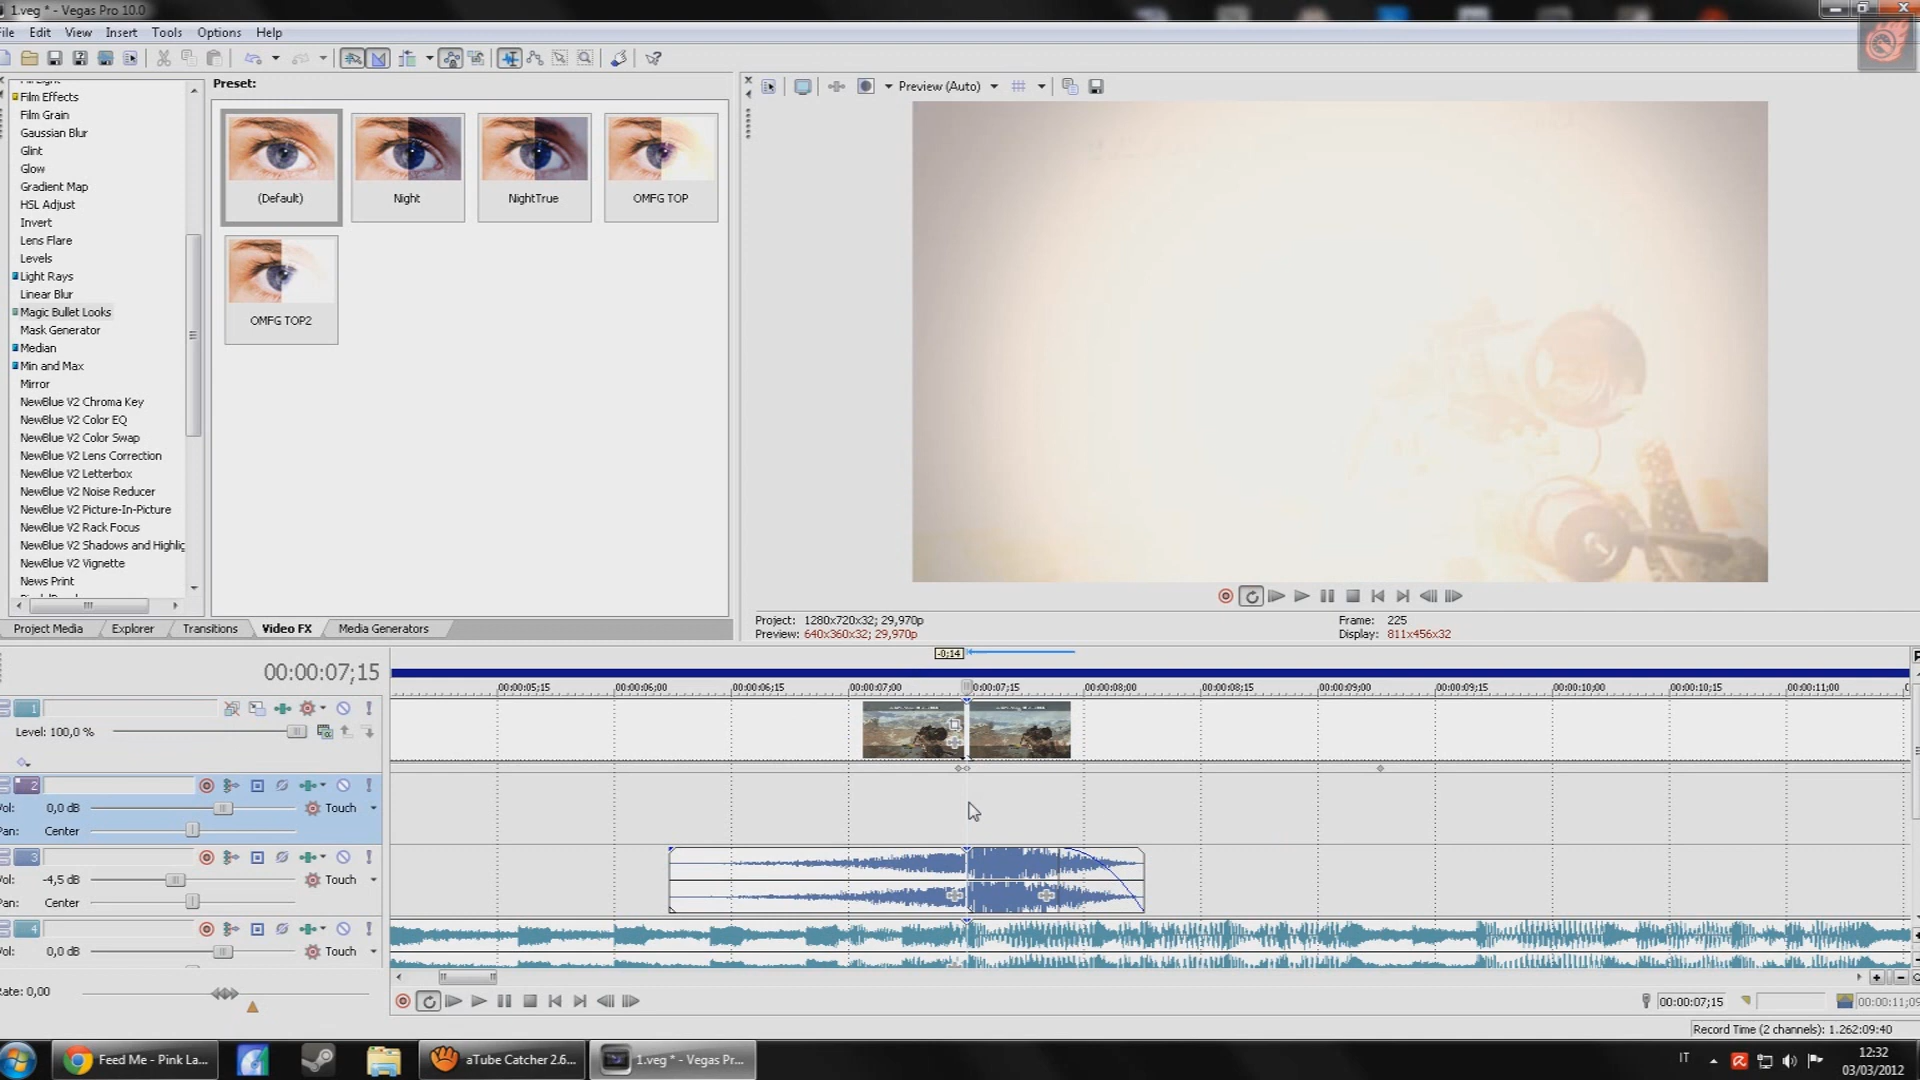 1.veg * - Vegas Pro 10.0
File Edit View Insert Tools Options Help
Film Effects
Film Grain
Gaussian Blur
Glint
Glow
Gradient Map
HSL Adjust
Invert
Lens Flare
Levels
Light Rays
Linear Blur
Magic Bullet Looks
Mask Generator
Median
Min and Max
Mirror
NewBlue V2 Chroma Key
NewBlue V2 Color EQ
NewBlue V2 Color Swap
NewBlue V2 Lens Correction
NewBlue V2 Letterbox
NewBlue V2 Noise Reducer
NewBlue V2 Picture-In-Picture
NewBlue V2 Rack Focus
NewBlue V2 Shadows and Highlig
NewBlue V2 Vignette
News Print
Preset:
(Default) Night NightTrue OMFG TOP
OMFG TOP2
Preview (Auto)
Project: 1280x720x32; 29,970p
Preview: 640x360x32; 29,970p
Frame: 225
Display: 811x456x32
Project Media Explorer Transitions Video FX Media Generators
-0;14
00:00:07;15
00:00:05;15 00:00:06;00 00:00:06;15 00:00:07;00 00:00:07;15 00:00:08;00 00:00:08;15 00:00:09;00 00:00:09;15 00:00:10;00 00:00:10;15 00:00:11;00
1
Level: 100,0 %
2
Vol: 0,0 dB Touch
Pan: Center
3
Vol: -4,5 dB Touch
Pan: Center
4
Vol: 0,0 dB Touch
Rate: 0,00
00:00:07;15 00:00:11;09
Record Time (2 channels): 1.262:09:40
Feed Me - Pink La...
aTube Catcher 2.6...
1.veg * - Vegas Pr...
IT
12:32
03/03/2012